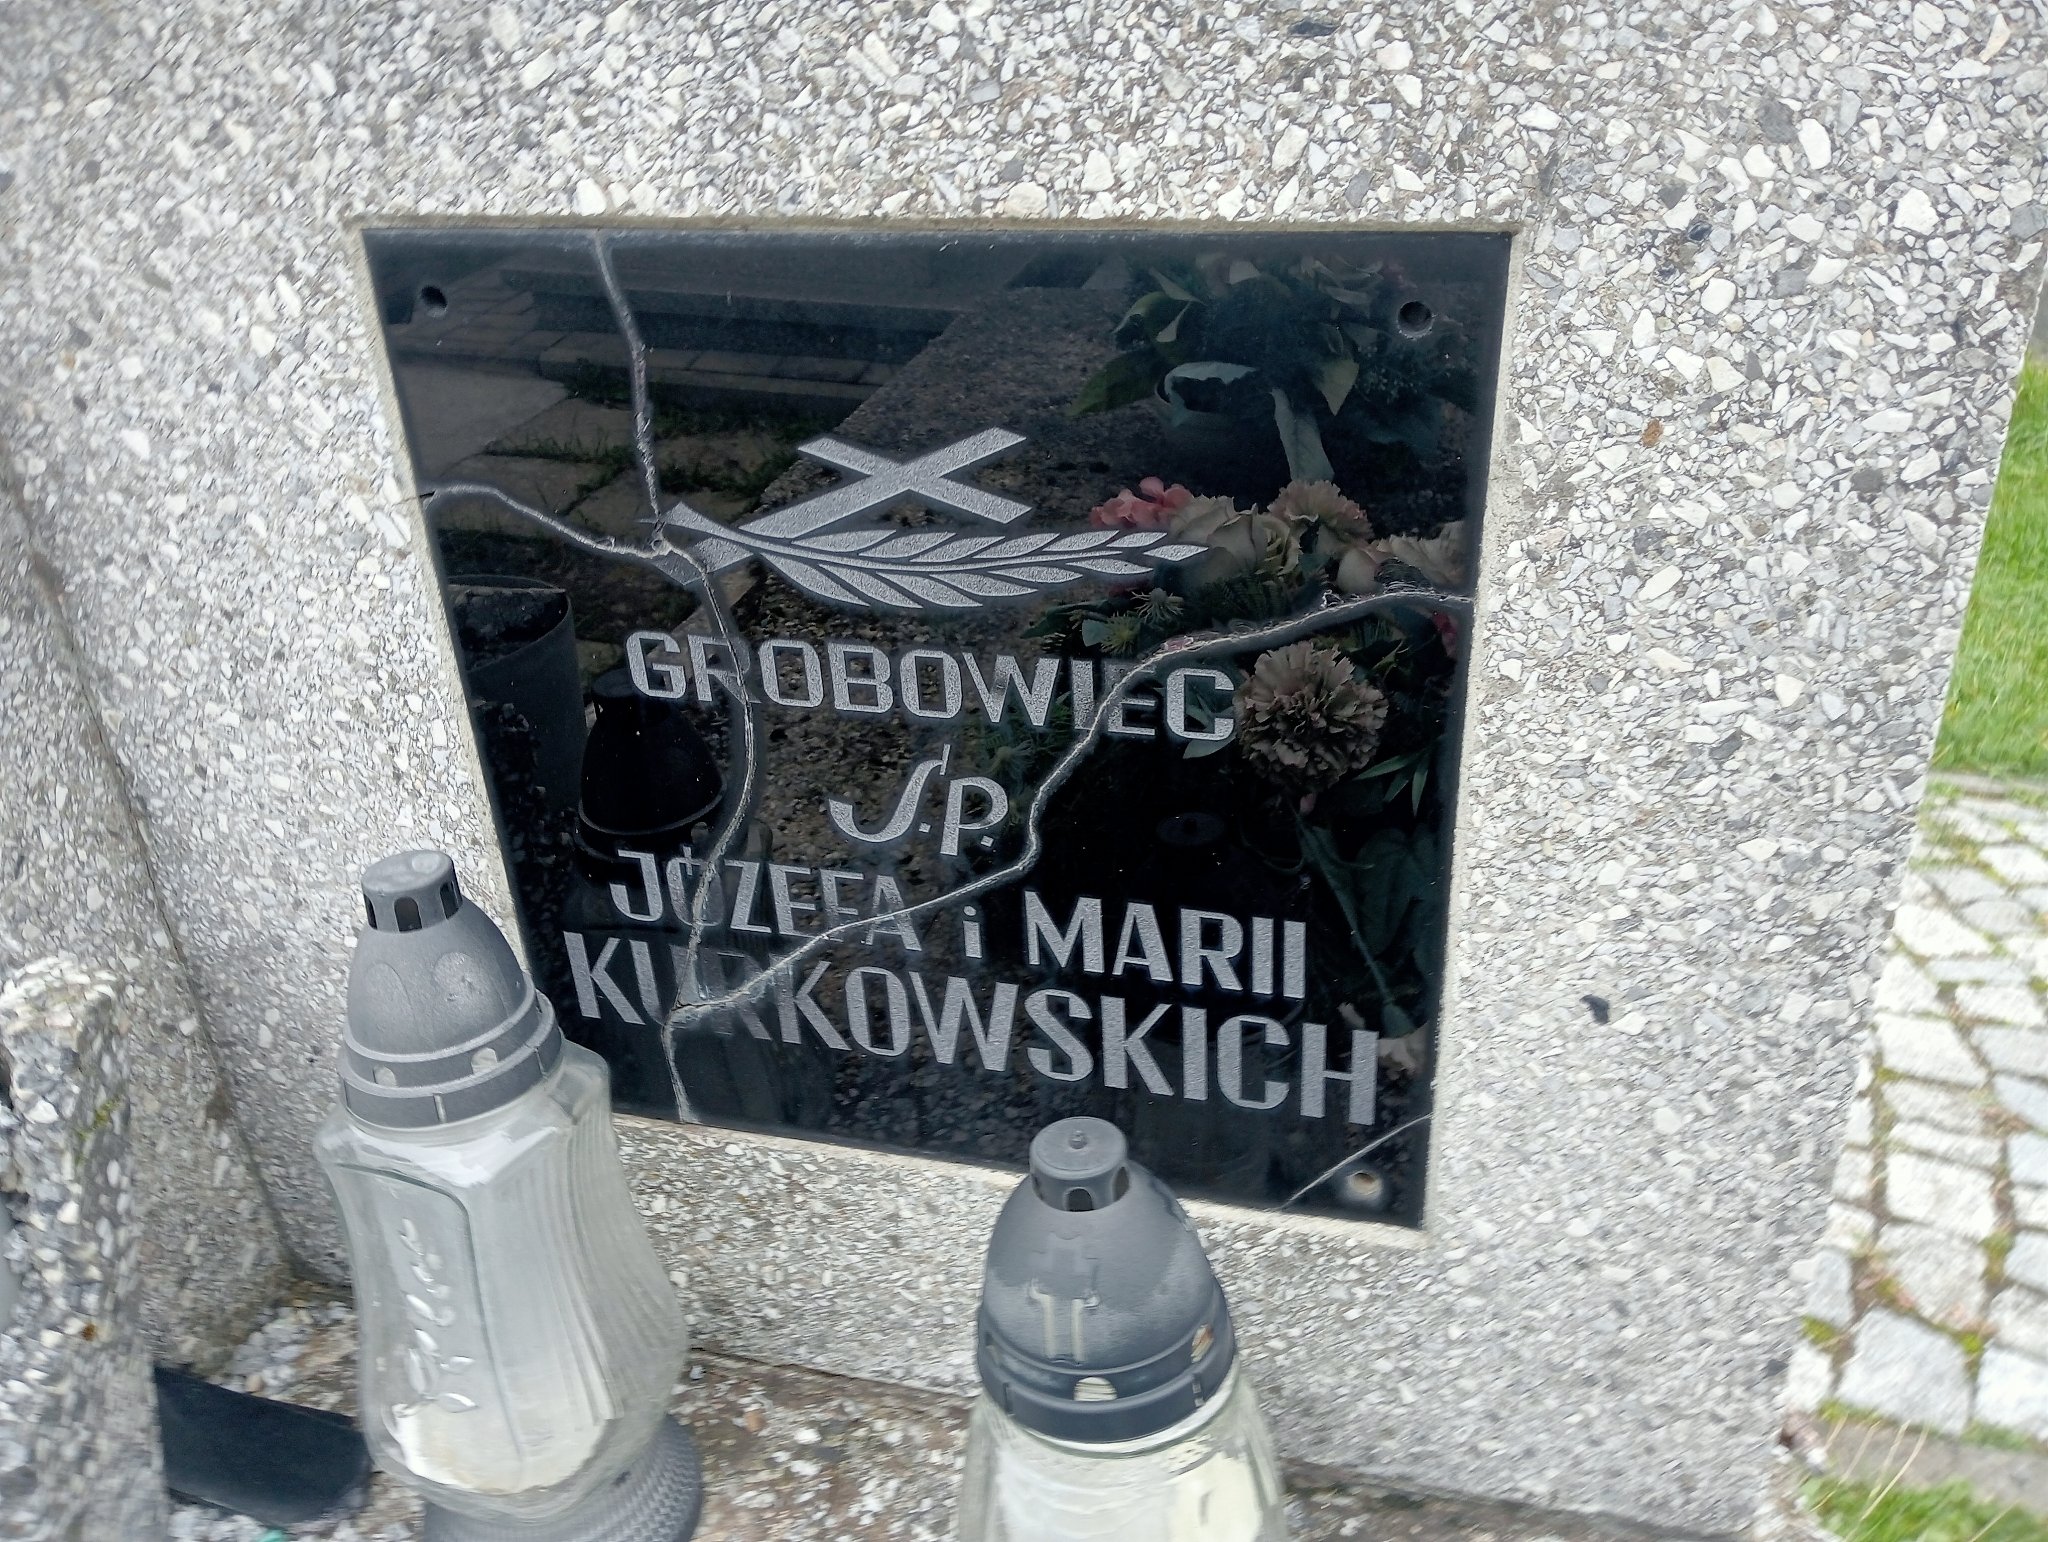 GROBOWIEC
Ś.P.
JÓZEFA i MARII
KURKOWSKICH